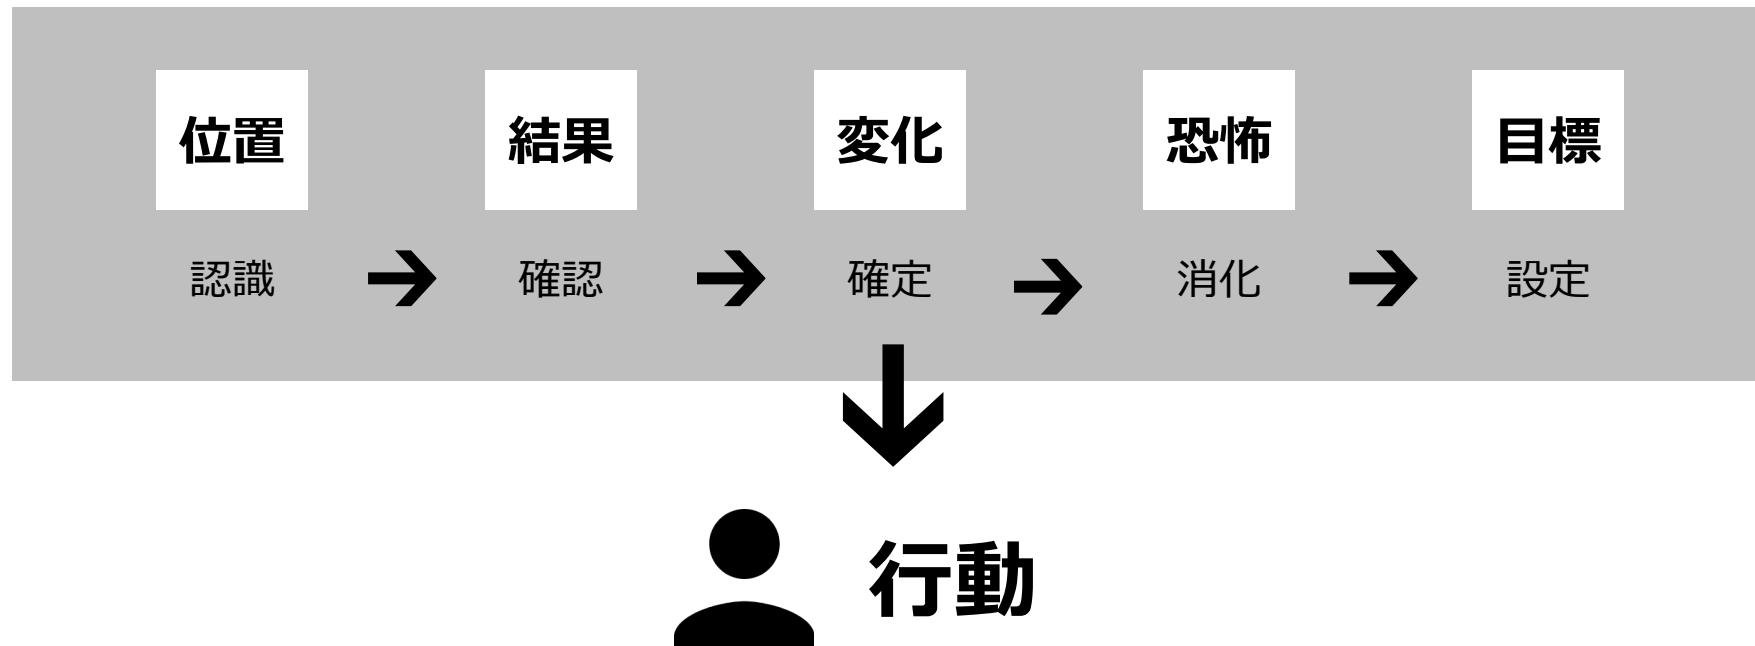 位置 結果 変化 恐怖 目標
認識 確認 確定 消化 設定
行動